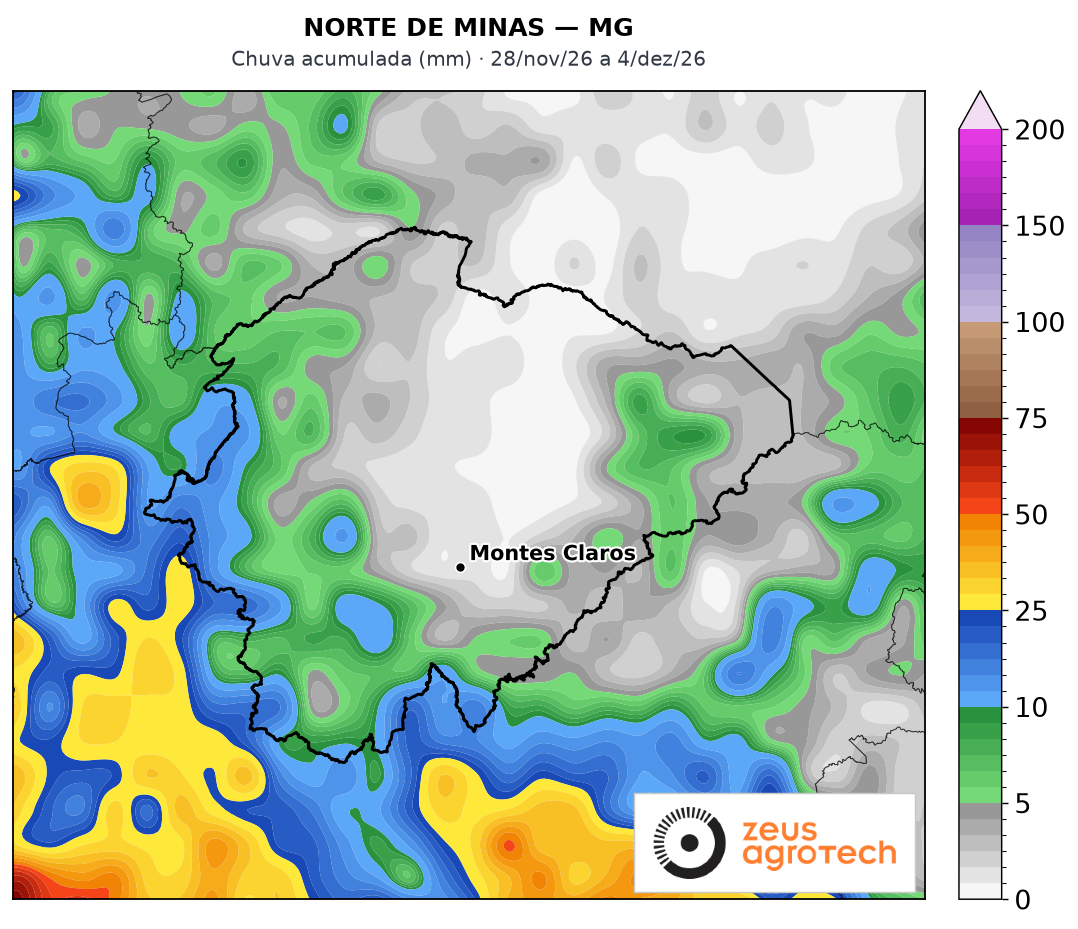 NORTE DE MINAS — MG
Chuva acumulada (mm) · 28/nov/26 a 4/dez/26
200
150
100
75
50
25
10
5
0
Montes Claros
zeus
agrotech